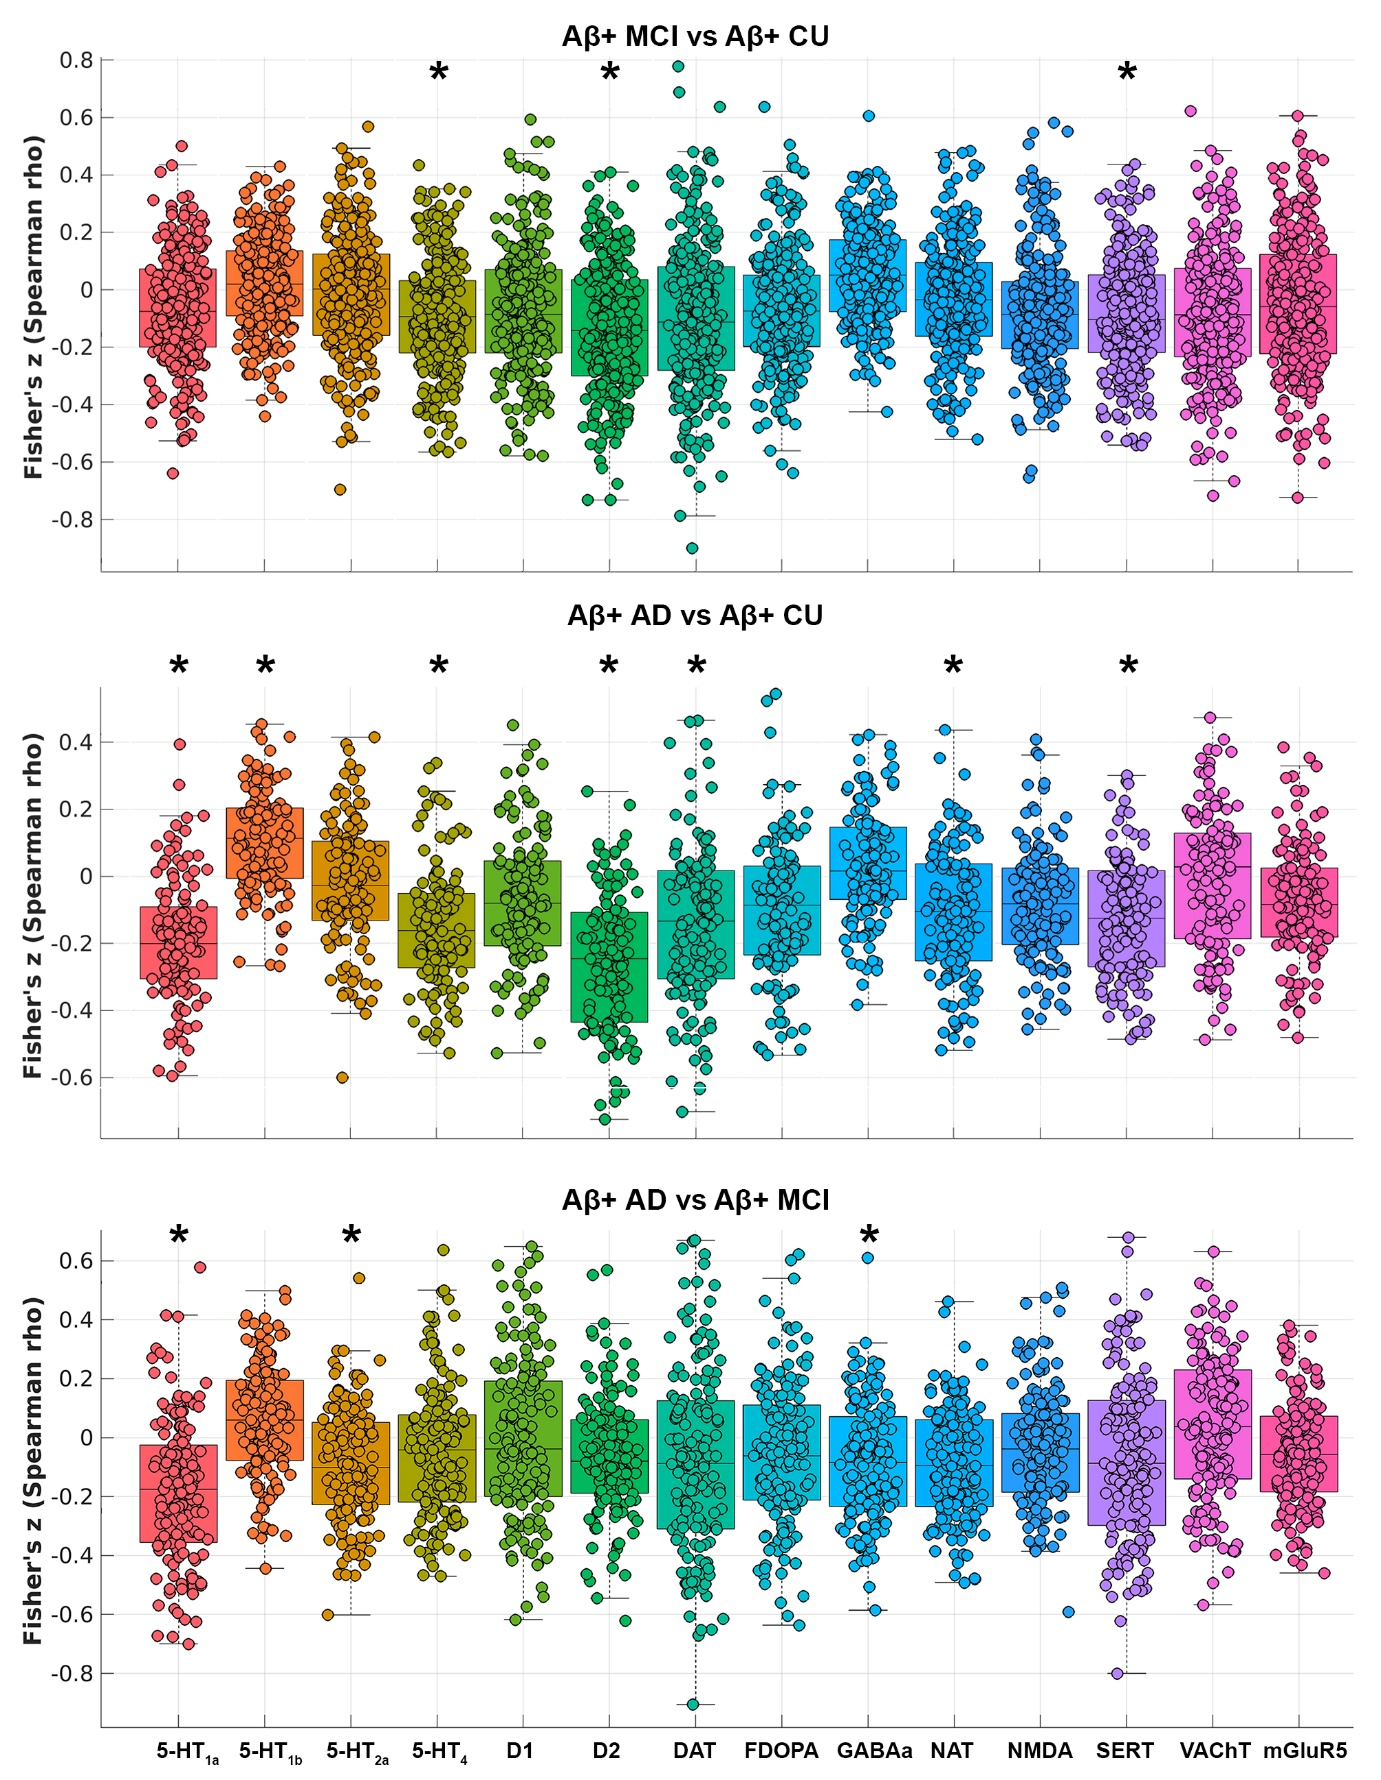 Aβ+ MCI vs Aβ+ CU
* * *
Fisher's z (Spearman rho)
0.8
0.6
0.4
0.2
0
-0.2
-0.4
-0.6
-0.8
Aβ+ AD vs Aβ+ CU
* * * * * * *
Fisher's z (Spearman rho)
0.4
0.2
0
-0.2
-0.4
-0.6
Aβ+ AD vs Aβ+ MCI
* * *
Fisher's z (Spearman rho)
0.6
0.4
0.2
0
-0.2
-0.4
-0.6
-0.8
5-HT1a 5-HT1b 5-HT2a 5-HT4 D1 D2 DAT FDOPA GABAa NAT NMDA SERT VAChT mGluR5